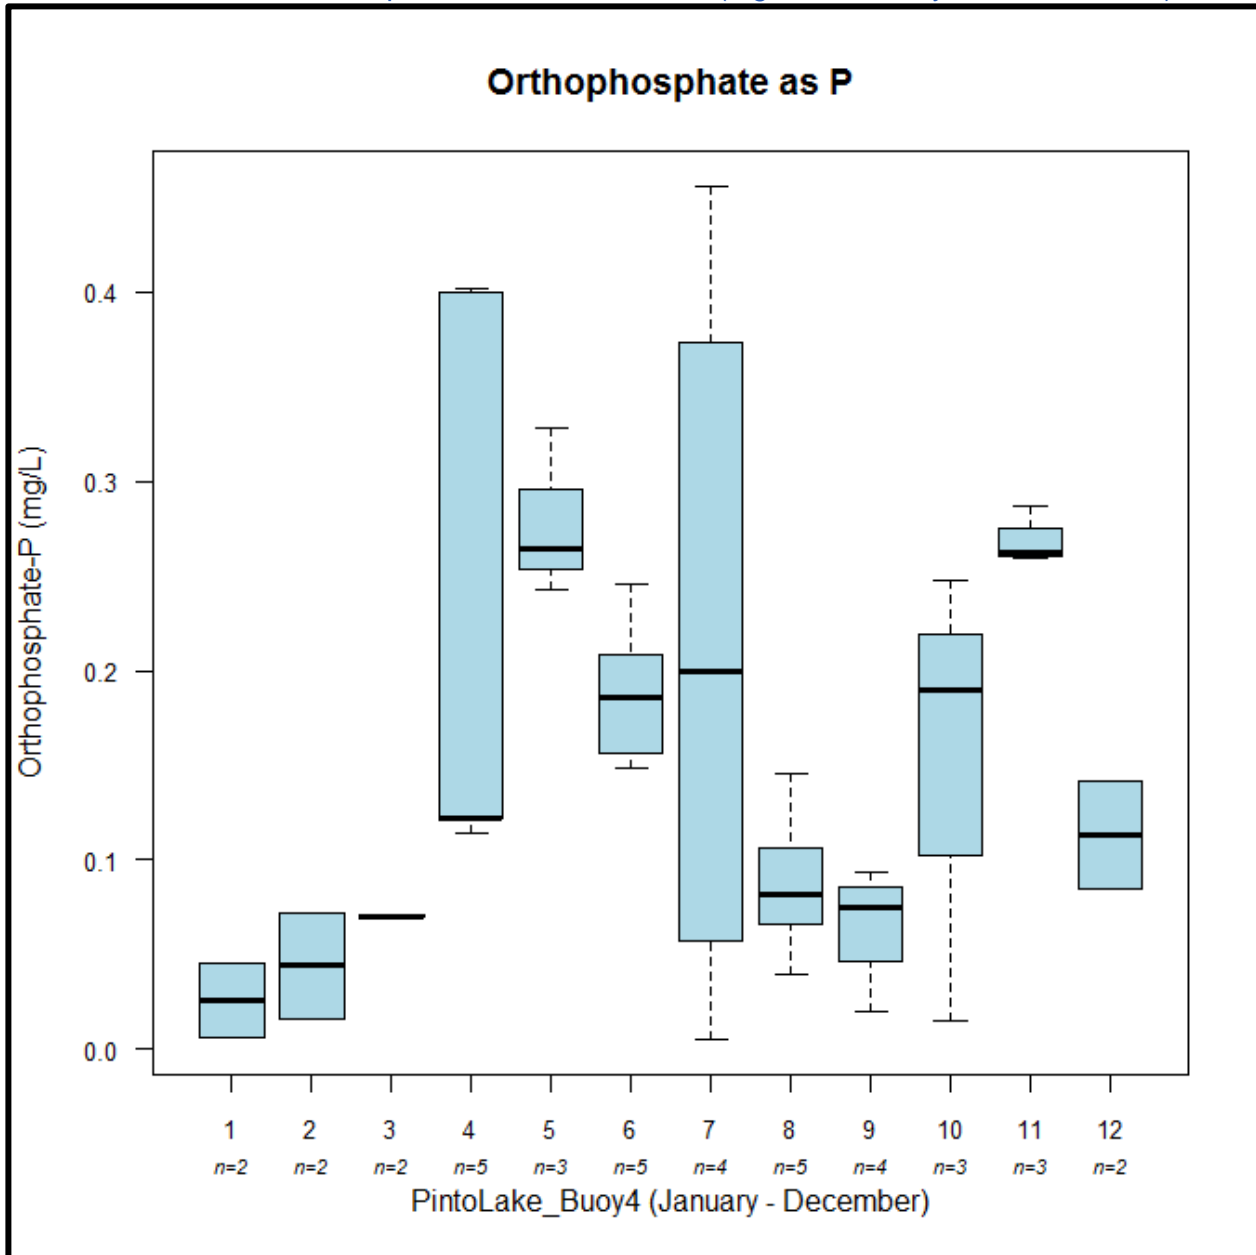 Orthophosphate as P
Orthophosphate-P (mg/L)
0.4
0.3
0.2
0.1
0.0
1 2 3 4 5 6 7 8 9 10 11 12
n=2 n=2 n=2 n=5 n=3 n=5 n=4 n=5 n=4 n=3 n=3 n=2
PintoLake_Buoy4 (January - December)